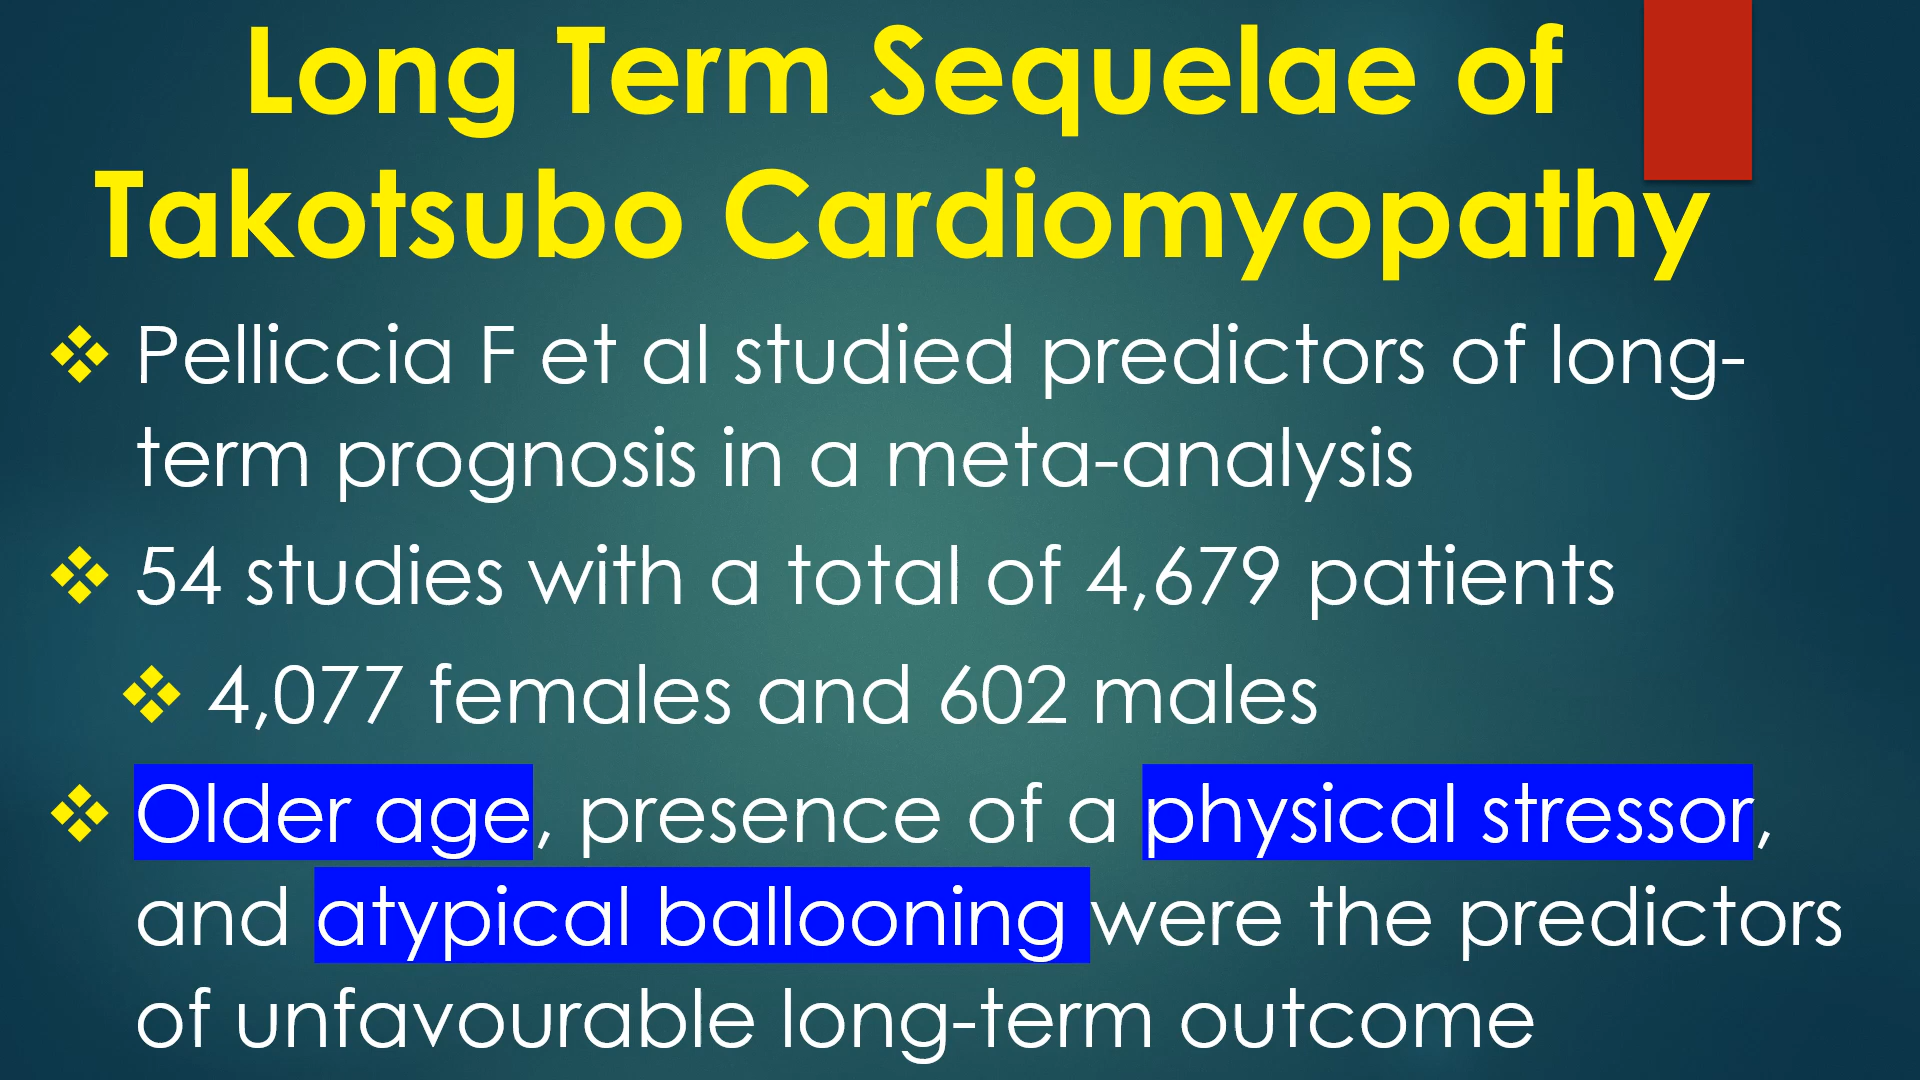 Long Term Sequelae of
Takotsubo Cardiomyopathy
Pelliccia F et al studied predictors of long-
term prognosis in a meta-analysis
54 studies with a total of 4,679 patients
4,077 females and 602 males
Older age, presence of a physical stressor,
and atypical ballooning were the predictors
of unfavourable long-term outcome